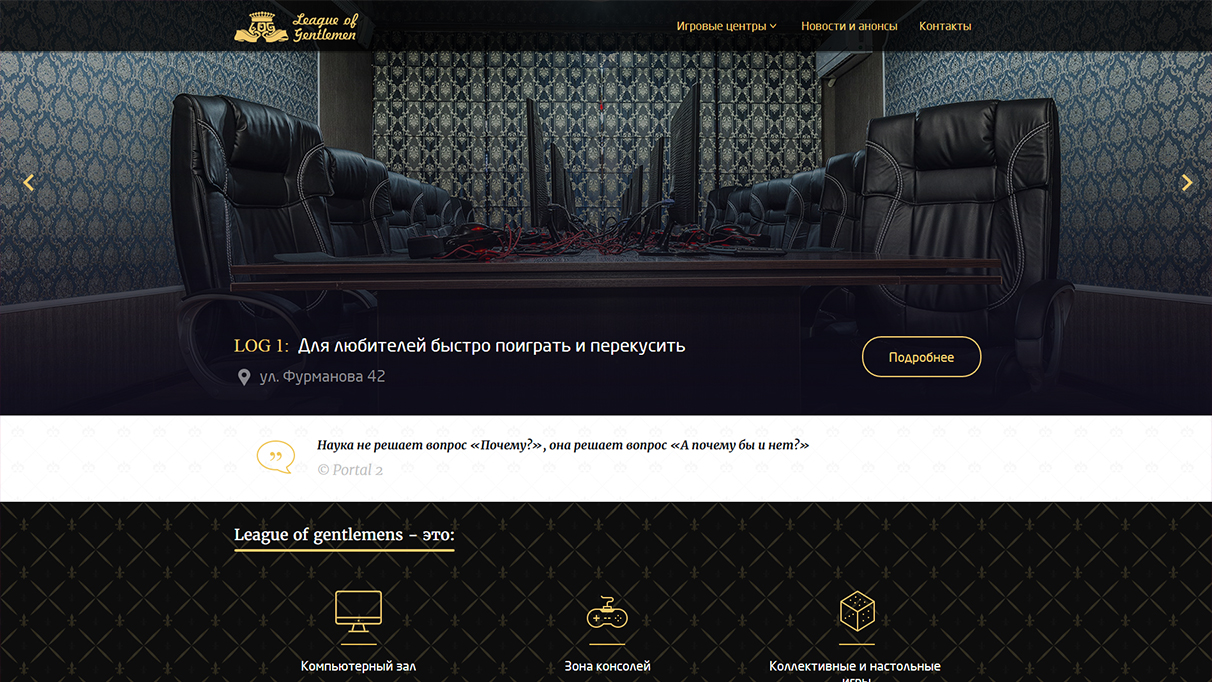 League of
Gentlemen
LOG
Игровые центры
Новости и анонсы
Контакты
LOG 1: Для любителей быстро поиграть и перекусить
ул. Фурманова 42
Подробнее
Наука не решает вопрос «Почему?», она решает вопрос «А почему бы и нет?»
© Portal 2
League of gentlemens – это:
Компьютерный зал
Зона консолей
Коллективные и настольные
игры